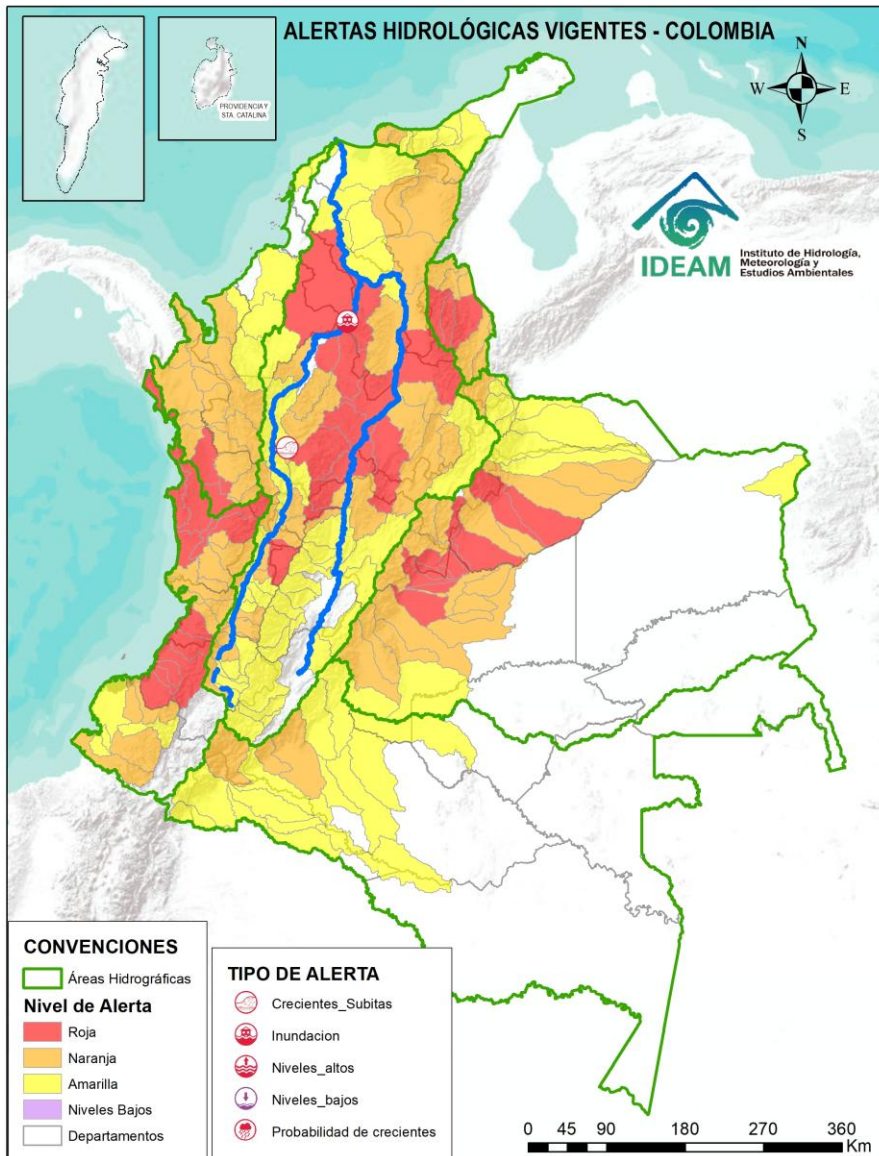 ALERTAS HIDROLÓGICAS VIGENTES - COLOMBIA
PROVIDENCIA Y
STA. CATALINA
N
W
E
S
IDEAM
Instituto de Hidrología,
Meteorología y
Estudios Ambientales
CONVENCIONES
Áreas Hidrográficas
Nivel de Alerta
Roja
Naranja
Amarilla
Niveles Bajos
Departamentos
TIPO DE ALERTA
Crecientes_Subitas
Inundacion
Niveles_altos
Niveles_bajos
Probabilidad de crecientes
0 45 90 180 270 360
Km